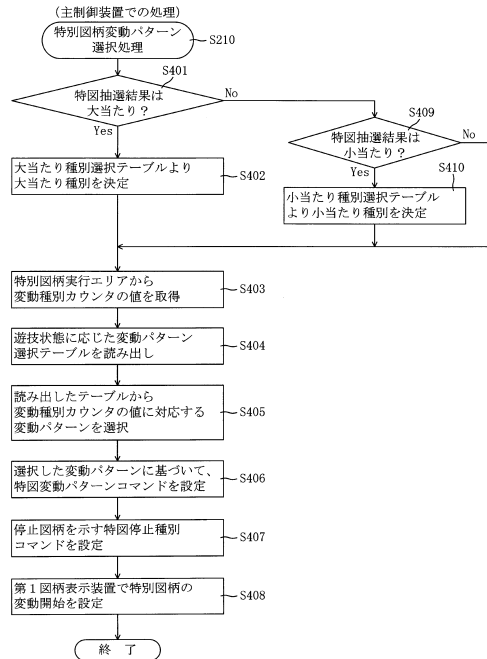 (主制御装置での処理)
特別図柄変動パターン
選択処理
S210
S401
特図抽選結果は
大当たり?
No
Yes
S409
特図抽選結果は
小当たり?
No
Yes
大当たり種別選択テーブルより
大当たり種別を決定
S402
S410
小当たり種別選択テーブル
より小当たり種別を決定
特別図柄実行エリアから
変動種別カウンタの値を取得
S403
遊技状態に応じた変動パターン
選択テーブルを読み出し
S404
読み出したテーブルから
変動種別カウンタの値に対応する
変動パターンを選択
S405
選択した変動パターンに基づいて、
特図変動パターンコマンドを設定
S406
停止図柄を示す特図停止種別
コマンドを設定
S407
第1図柄表示装置で特別図柄の
変動開始を設定
S408
終 了